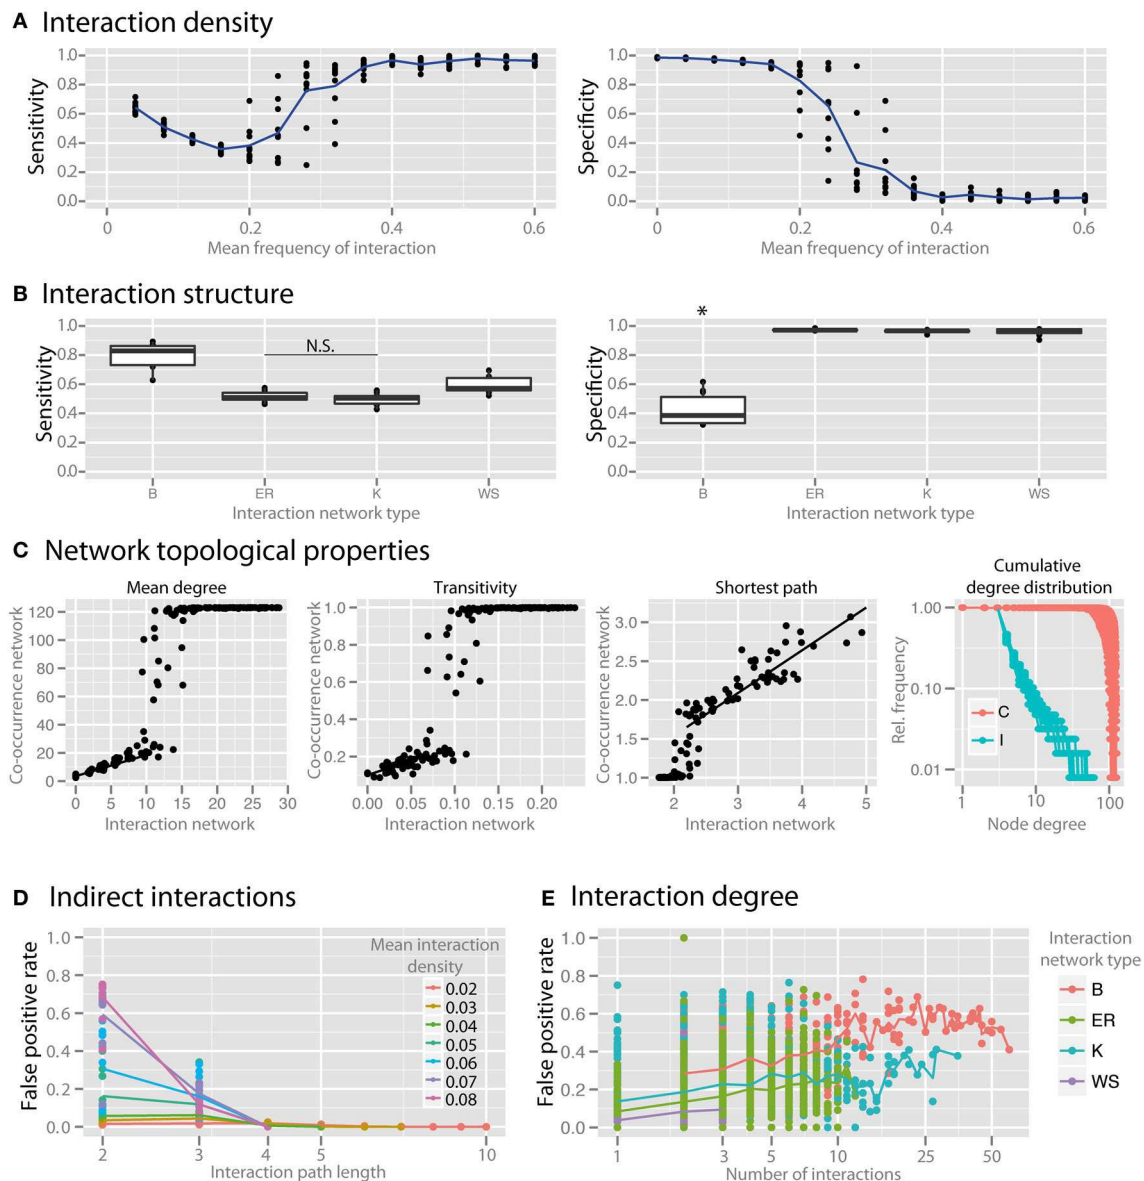 A Interaction density
1.0
0.8
0.6
0.4
0.2
0.0
Sensitivity
0 0.2 0.4 0.6
Mean frequency of interaction
1.0
0.8
0.6
0.4
0.2
0.0
Specificity
0 0.2 0.4 0.6
Mean frequency of interaction
B Interaction structure
1.0
0.8
0.6
0.4
0.2
0.0
Sensitivity
N.S.
B ER K WS
Interaction network type
1.0
0.8
0.6
0.4
0.2
0.0
Specificity
*
B ER K WS
Interaction network type
C Network topological properties
Mean degree
Co-occurrence network
120
100
80
60
40
20
0
0 5 10 15 20 25 30
Interaction network
Transitivity
Co-occurrence network
1.0
0.8
0.6
0.4
0.2
0.00 0.05 0.10 0.15 0.20
Interaction network
Shortest path
Co-occurrence network
3.0
2.5
2.0
1.5
1.0
2 3 4 5
Interaction network
Cumulative
degree distribution
Rel. frequency
1.00
0.10
0.01
C
I
1 10 100
Node degree
D Indirect interactions
False positive rate
1.0
0.8
0.6
0.4
0.2
0.0
Mean interaction
density
0.02
0.03
0.04
0.05
0.06
0.07
0.08
2 3 4 5 10
Interaction path length
E Interaction degree
False positive rate
1.0
0.8
0.6
0.4
0.2
0.0
1 3 5 10 25 50
Number of interactions
Interaction
network type
B
ER
K
WS